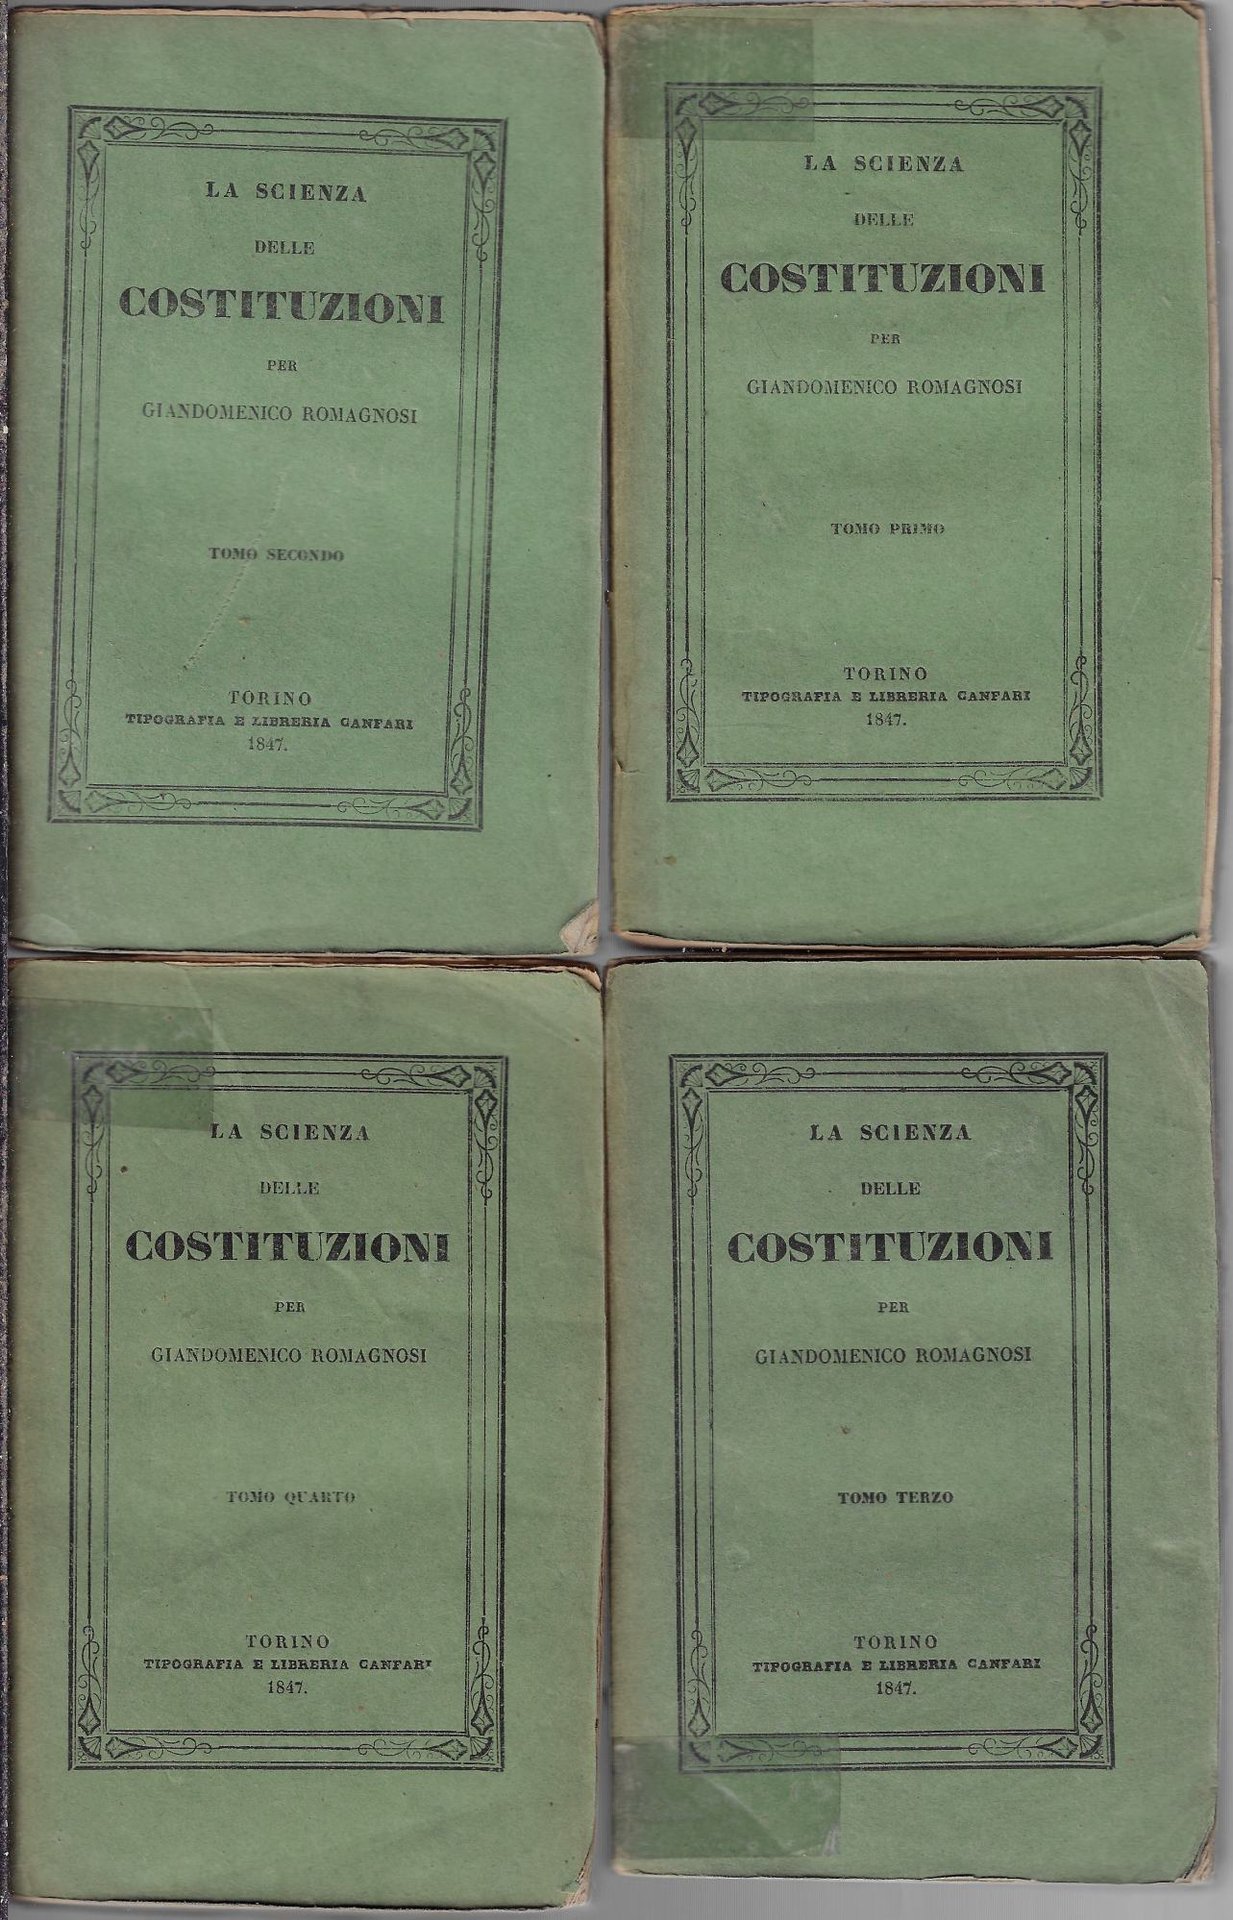 LA SCIENZA
DELLE
COSTITUZIONI
PER
GIANDOMENICO ROMAGNOSI
TOMO SECONDO
TORINO
TIPOGRAFIA E LIBRERIA CANFARI
1847.
LA SCIENZA
DELLE
COSTITUZIONI
PER
GIANDOMENICO ROMAGNOSI
TOMO PRIMO
TORINO
TIPOGRAFIA E LIBRERIA CANFARI
1847.
LA SCIENZA
DELLE
COSTITUZIONI
PER
GIANDOMENICO ROMAGNOSI
TOMO QUARTO
TORINO
TIPOGRAFIA E LIBRERIA CANFARI
1847.
LA SCIENZA
DELLE
COSTITUZIONI
PER
GIANDOMENICO ROMAGNOSI
TOMO TERZO
TORINO
TIPOGRAFIA E LIBRERIA CANFARI
1847.